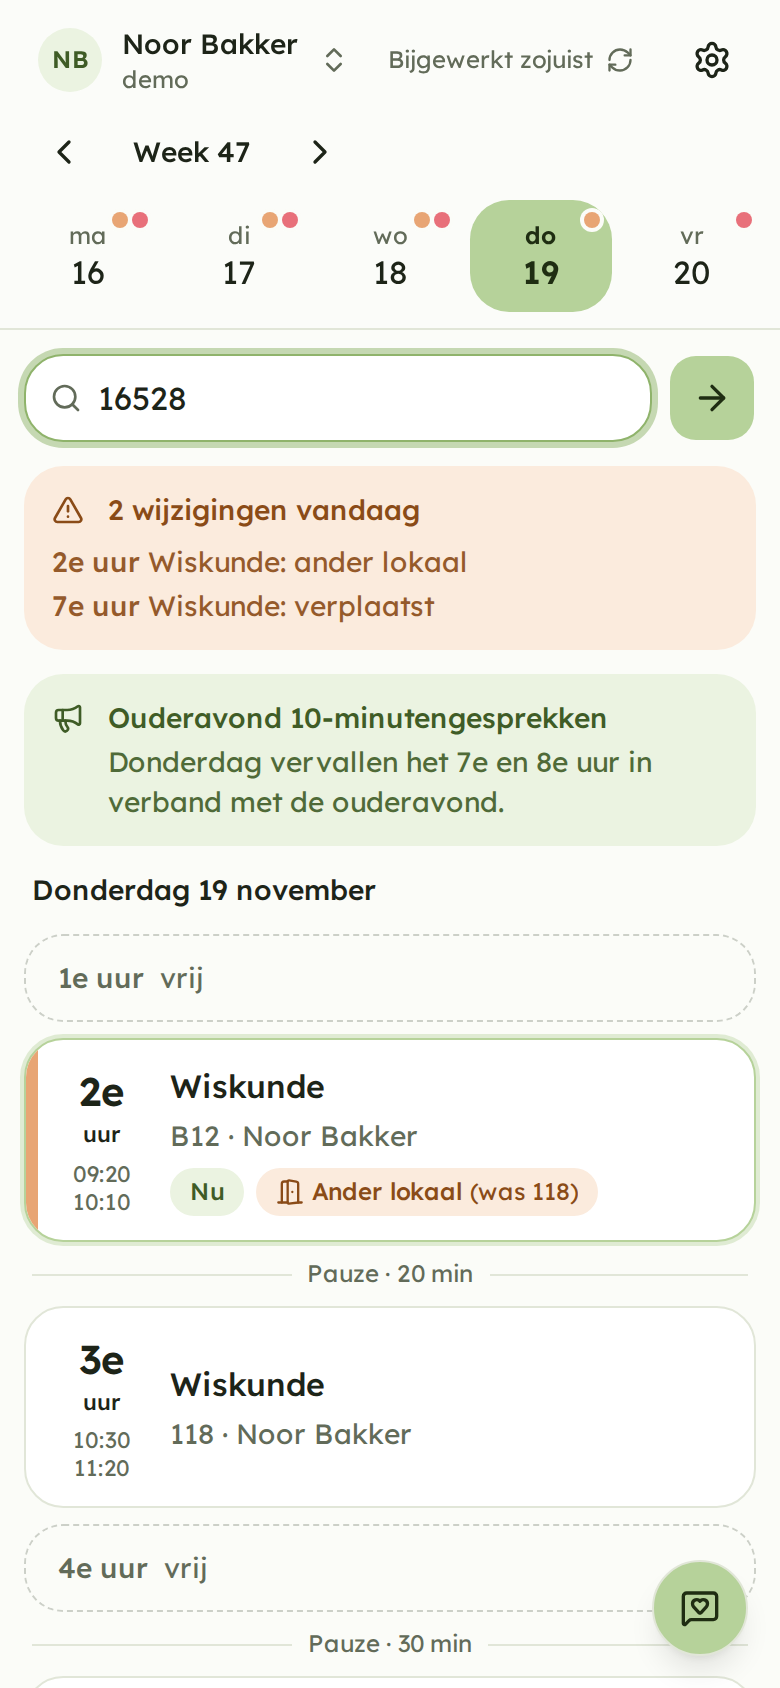 NB
Noor Bakker
demo
Bijgewerkt zojuist
Week 47
ma
16
di
17
wo
18
do
19
vr
20
16528
2 wijzigingen vandaag
2e uur Wiskunde: ander lokaal
7e uur Wiskunde: verplaatst
Ouderavond 10-minutengesprekken
Donderdag vervallen het 7e en 8e uur in
verband met de ouderavond.
Donderdag 19 november
1e uur vrij
2e
uur
09:20
10:10
Wiskunde
B12 · Noor Bakker
Nu
Ander lokaal (was 118)
Pauze · 20 min
3e
uur
10:30
11:20
Wiskunde
118 · Noor Bakker
4e uur vrij
Pauze · 30 min